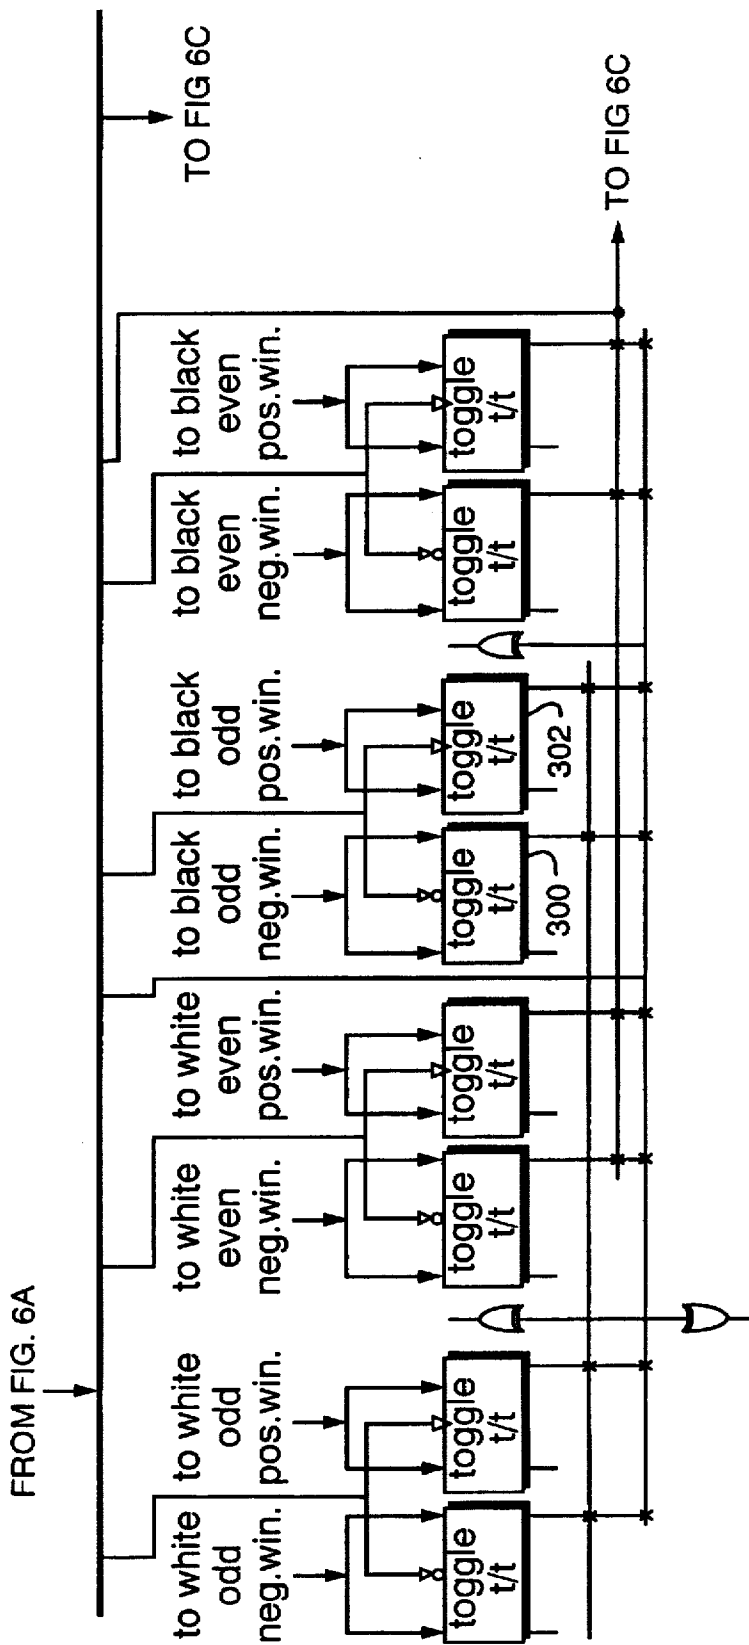 FROM FIG. 6A
TO FIG 6C
to white
odd
neg.win.
to white
odd
pos.win.
to white
even
neg.win.
to white
even
pos.win.
to black
odd
neg.win.
to black
odd
pos.win.
to black
even
neg.win.
to black
even
pos.win.
toggle
t/t
toggle
t/t
toggle
t/t
toggle
t/t
toggle
t/t
toggle
t/t
toggle
t/t
toggle
t/t
300
302
TO FIG 6C